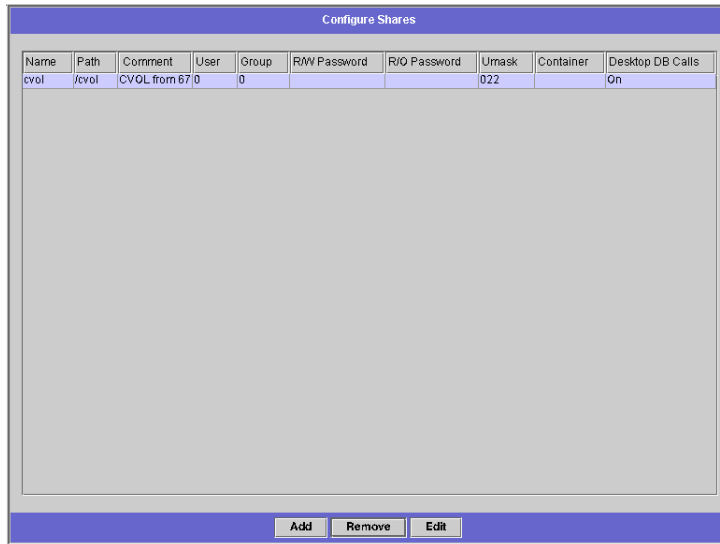 Configure Shares
Name Path Comment User Group R/W Password R/O Password Umask Container Desktop DB Calls
cvol /cvol CVOL from 67 0 0 022 On
Add Remove Edit